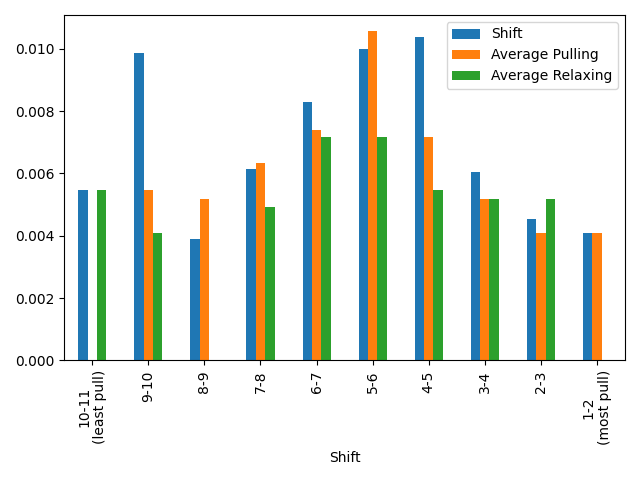 0.010
0.008
0.006
0.004
0.002
0.000
Shift
Average Pulling
Average Relaxing
10-11
(least pull)
9-10
8-9
7-8
6-7
5-6
4-5
3-4
2-3
1-2
(most pull)
Shift